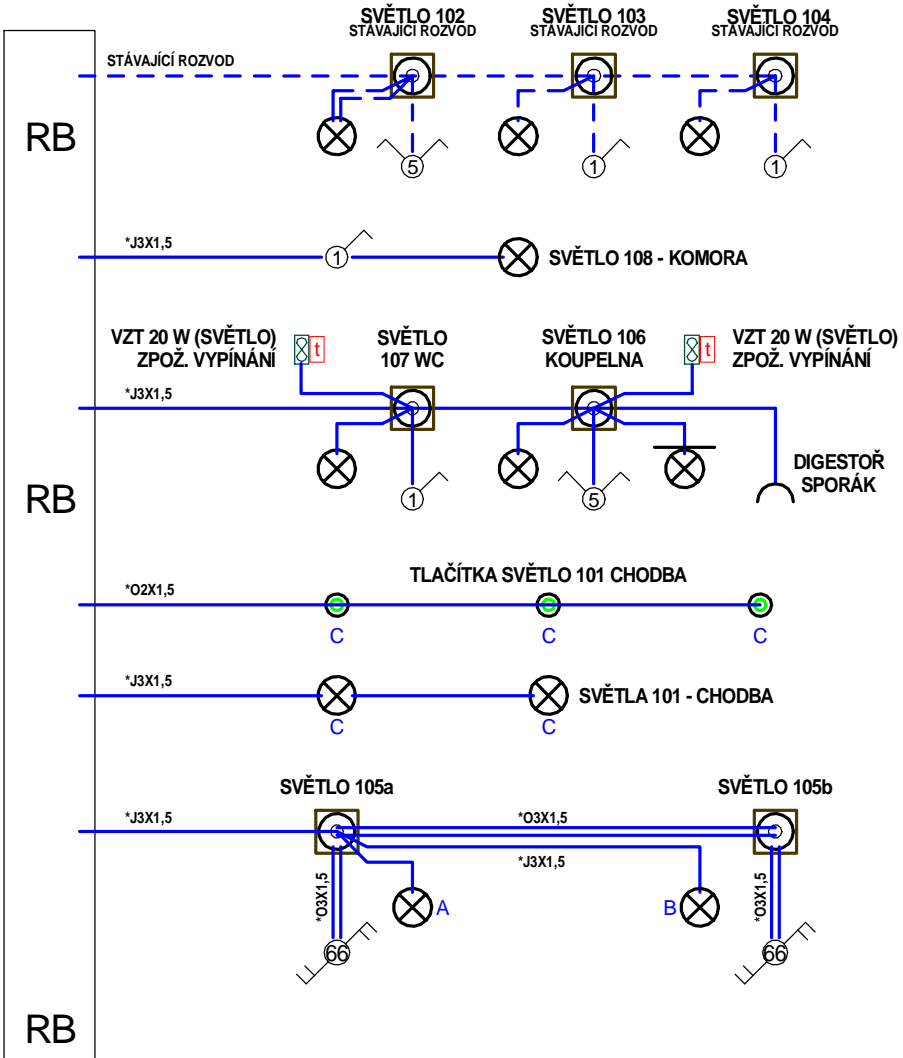 SVĚTLO 102
STÁVAJÍCÍ ROZVOD
SVĚTLO 103
STÁVAJÍCÍ ROZVOD
SVĚTLO 104
STÁVAJÍCÍ ROZVOD
STÁVAJÍCÍ ROZVOD
RB
5
1
1
*J3X1,5
1
SVĚTLO 108 - KOMORA
VZT 20 W (SVĚTLO)
ZPOŽ. VYPÍNÁNÍ
t
SVĚTLO
107 WC
SVĚTLO 106
KOUPELNA
t
VZT 20 W (SVĚTLO)
ZPOŽ. VYPÍNÁNÍ
*J3X1,5
RB
1
5
DIGESTOŘ
SPORÁK
TLAČÍTKA SVĚTLO 101 CHODBA
*O2X1,5
C
C
C
*J3X1,5
SVĚTLA 101 - CHODBA
C
C
SVĚTLO 105a
SVĚTLO 105b
*J3X1,5
*O3X1,5
*J3X1,5
*O3X1,5
*O3X1,5
A
B
66
66
RB